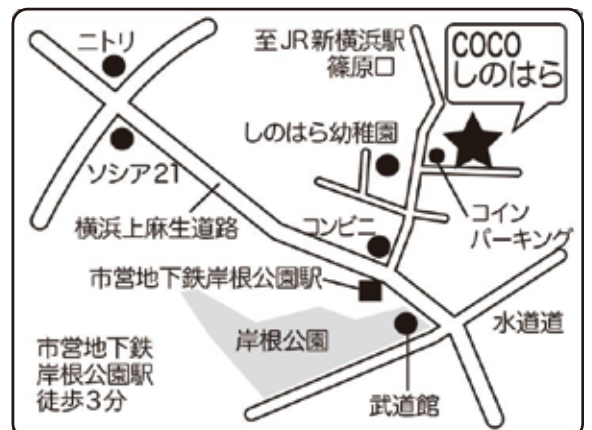 ニトリ
至JR新横浜駅
篠原口
COCO
しのはら
しのはら幼稚園
ソシア21
横浜上麻生道路
コンビニ
コイン
パーキング
市営地下鉄岸根公園駅
岸根公園
水道道
武道館
市営地下鉄
岸根公園駅
徒歩3分